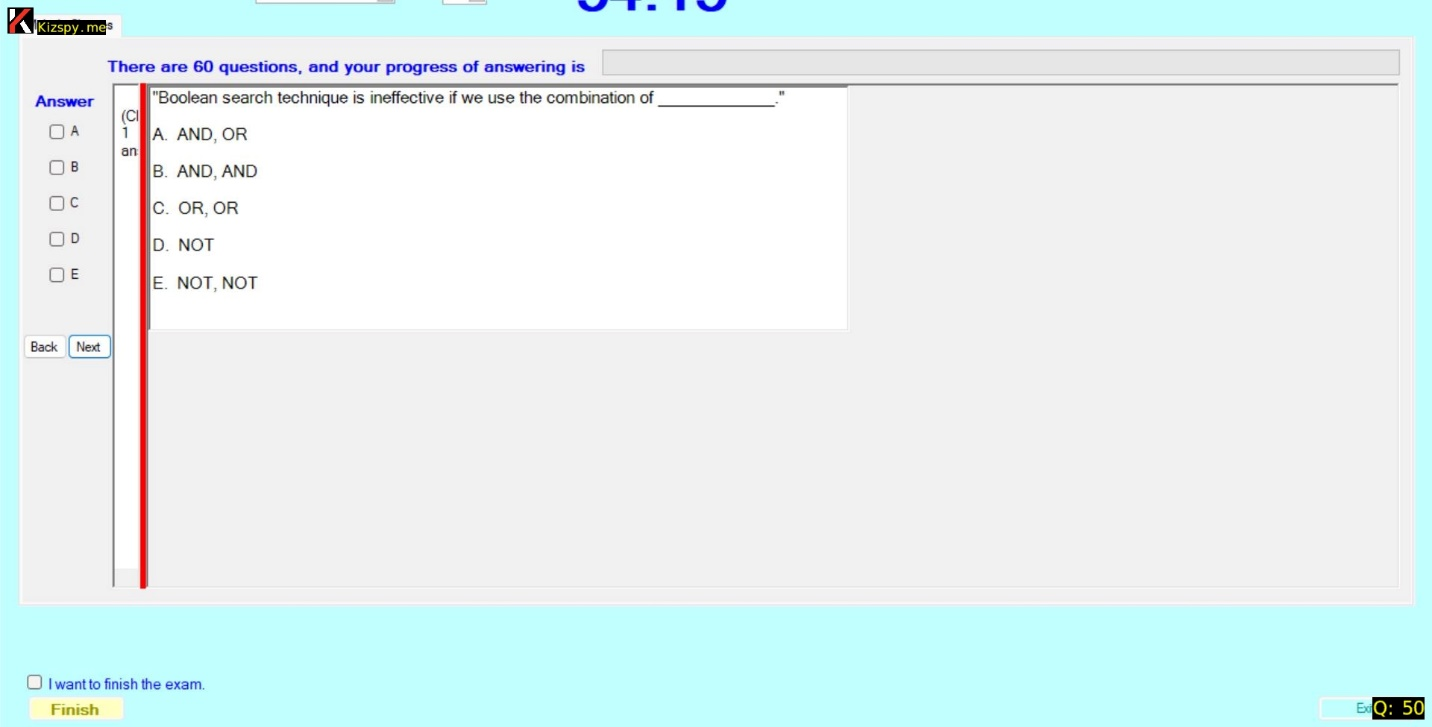 Kizspy.me
There are 60 questions, and your progress of answering is
Answer
A
B
C
D
E
Back Next
1
"Boolean search technique is ineffective if we use the combination of _____________."
A. AND, OR
B. AND, AND
C. OR, OR
D. NOT
E. NOT, NOT
I want to finish the exam.
Finish
Q: 50